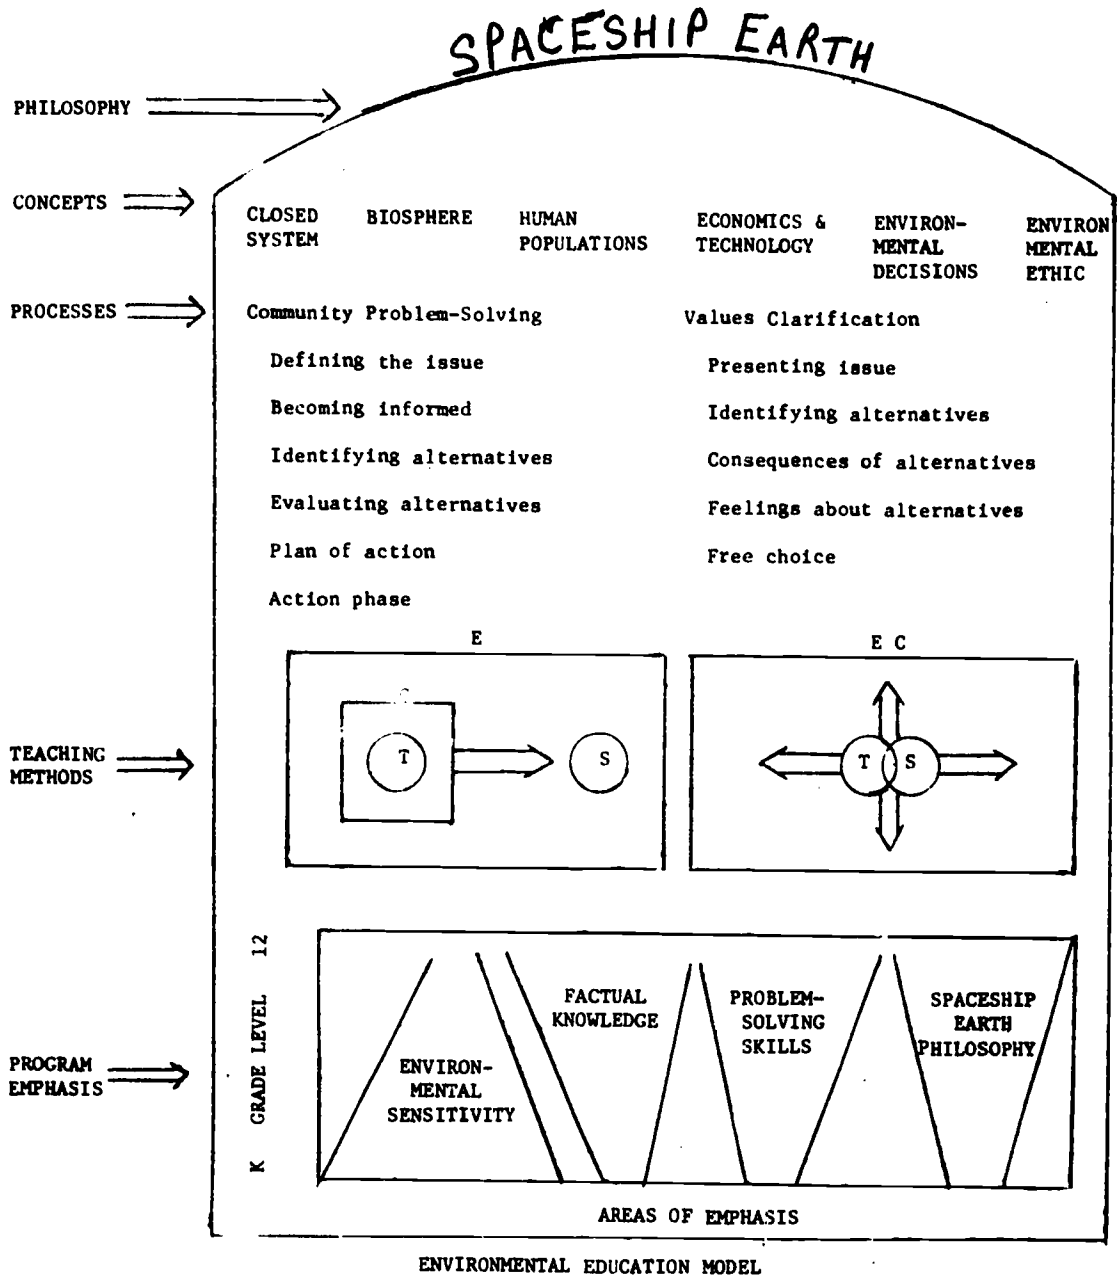 SPACESHIP EARTH
PHILOSOPHY
CONCEPTS
CLOSED
SYSTEM
BIOSPHERE
HUMAN
POPULATIONS
ECONOMICS &
TECHNOLOGY
ENVIRON-
MENTAL
DECISIONS
ENVIRON
MENTAL
ETHIC
PROCESSES
Community Problem-Solving
Defining the issue
Becoming informed
Identifying alternatives
Evaluating alternatives
Plan of action
Action phase
Values Clarification
Presenting issue
Identifying alternatives
Consequences of alternatives
Feelings about alternatives
Free choice
TEACHING
METHODS
E
T
S
E C
T
S
PROGRAM
EMPHASIS
K GRADE LEVEL 12
ENVIRON-
MENTAL
SENSITIVITY
FACTUAL
KNOWLEDGE
PROBLEM-
SOLVING
SKILLS
SPACESHIP
EARTH
PHILOSOPHY
AREAS OF EMPHASIS
ENVIRONMENTAL EDUCATION MODEL